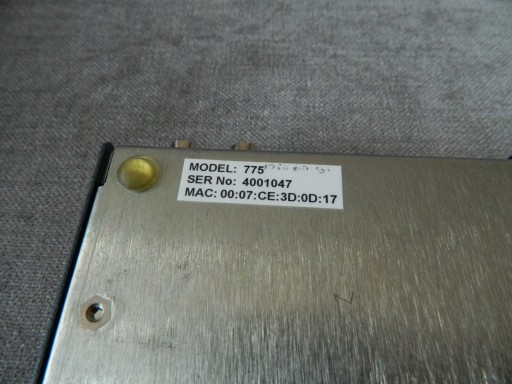 MODEL: 775
SER No: 4001047
MAC: 00:07:CE:3D:0D:17